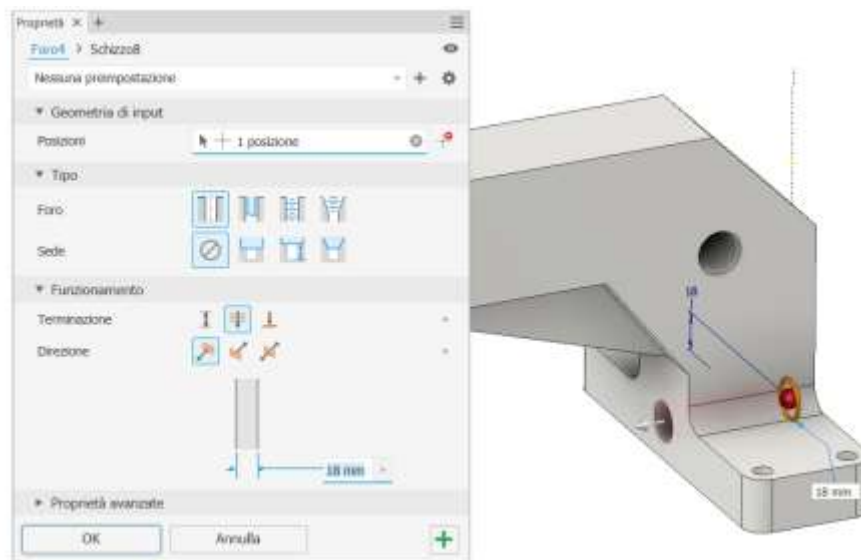 Proprietà × +
Foro4 > Schizzo8
Nessuna preimpostazione
Geometria di input
Posizioni 1 posizione
Tipo
Foro
Sede
Funzionamento
Terminazione
Direzione
18 mm
Proprietà avanzate
OK Annulla
18
18 mm